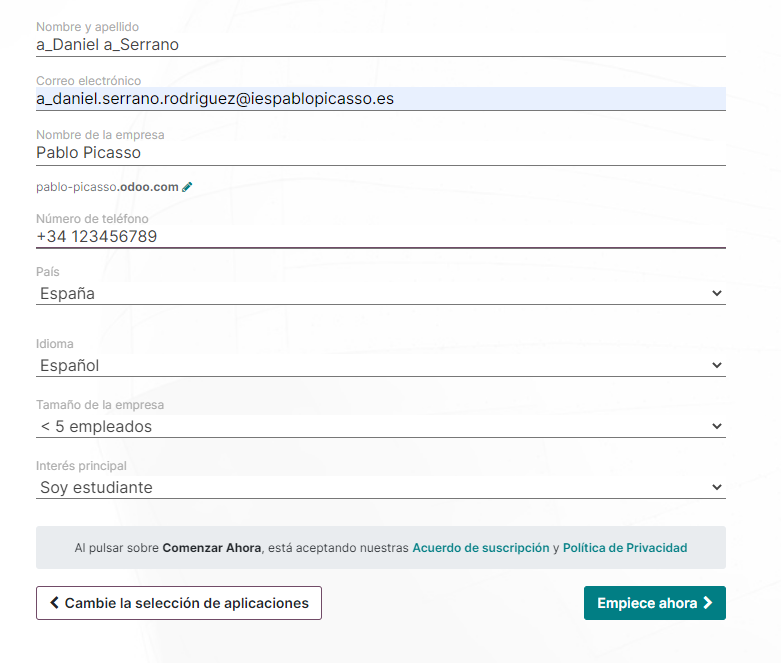 Nombre y apellido
a_Daniel a_Serrano
Correo electrónico
a_daniel.serrano.rodriguez@iespablopicasso.es
Nombre de la empresa
Pablo Picasso
pablo-picasso.odoo.com
Número de teléfono
+34 123456789
País
España
Idioma
Español
Tamaño de la empresa
< 5 empleados
Interés principal
Soy estudiante
Al pulsar sobre Comenzar Ahora, está aceptando nuestras Acuerdo de suscripción y Política de Privacidad
Cambie la selección de aplicaciones
Empiece ahora